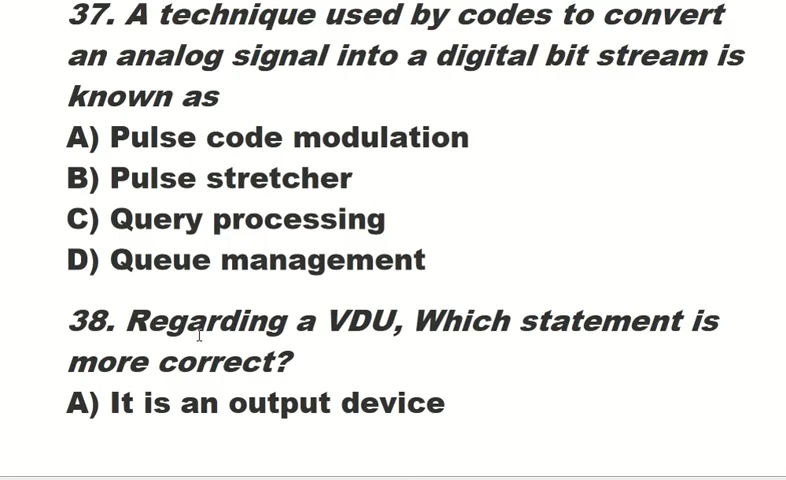 37. A technique used by codes to convert
an analog signal into a digital bit stream is
known as
A) Pulse code modulation
B) Pulse stretcher
C) Query processing
D) Queue management
38. Regarding a VDU, Which statement is
more correct?
A) It is an output device